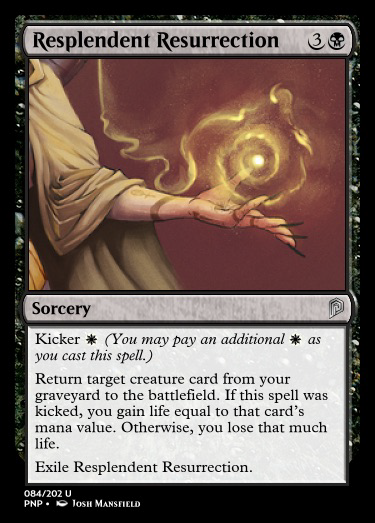 Resplendent Resurrection 3
Sorcery
Kicker (You may pay an additional as
you cast this spell.)
Return target creature card from your
graveyard to the battlefield. If this spell was
kicked, you gain life equal to that card's
mana value. Otherwise, you lose that much
life.
Exile Resplendent Resurrection.
084/202 U
PNP • Josh Mansfield